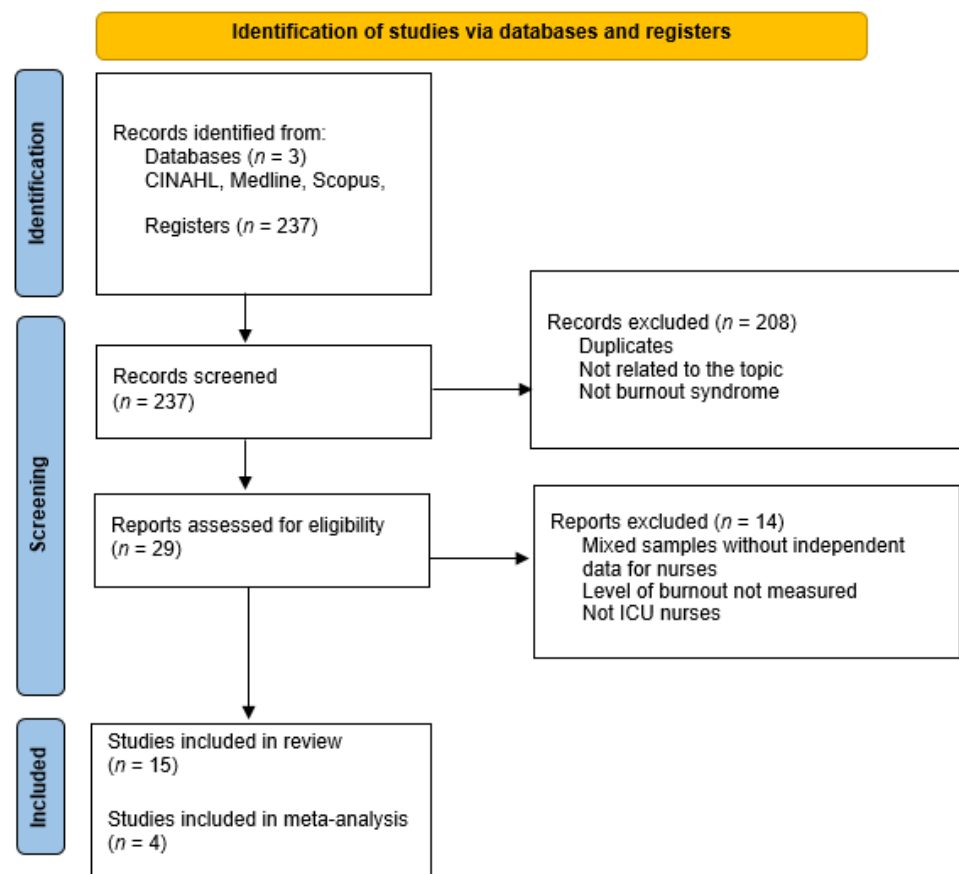 Identification of studies via databases and registers
Identification
Records identified from:
Databases (n = 3)
CINAHL, Medline, Scopus,
Registers (n = 237)
Screening
Records screened
(n = 237)
Records excluded (n = 208)
Duplicates
Not related to the topic
Not burnout syndrome
Reports assessed for eligibility
(n = 29)
Reports excluded (n = 14)
Mixed samples without independent
data for nurses
Level of burnout not measured
Not ICU nurses
Included
Studies included in review
(n = 15)
Studies included in meta-analysis
(n = 4)